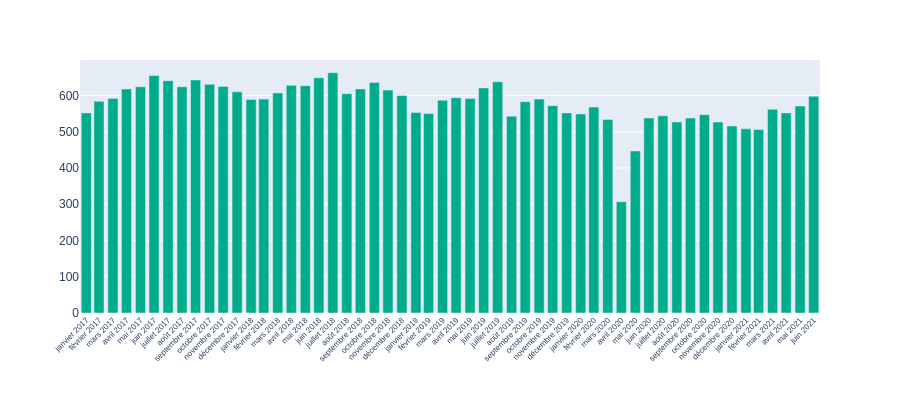 600
500
400
300
200
100
0
janvier 2017
février 2017
mars 2017
avril 2017
mai 2017
juin 2017
juillet 2017
août 2017
septembre 2017
octobre 2017
novembre 2017
décembre 2017
janvier 2018
février 2018
mars 2018
avril 2018
mai 2018
juin 2018
juillet 2018
août 2018
septembre 2018
octobre 2018
novembre 2018
décembre 2018
janvier 2019
février 2019
mars 2019
avril 2019
mai 2019
juin 2019
juillet 2019
août 2019
septembre 2019
octobre 2019
novembre 2019
décembre 2019
janvier 2020
février 2020
mars 2020
avril 2020
mai 2020
juin 2020
juillet 2020
août 2020
septembre 2020
octobre 2020
novembre 2020
décembre 2020
janvier 2021
février 2021
mars 2021
avril 2021
mai 2021
juin 2021